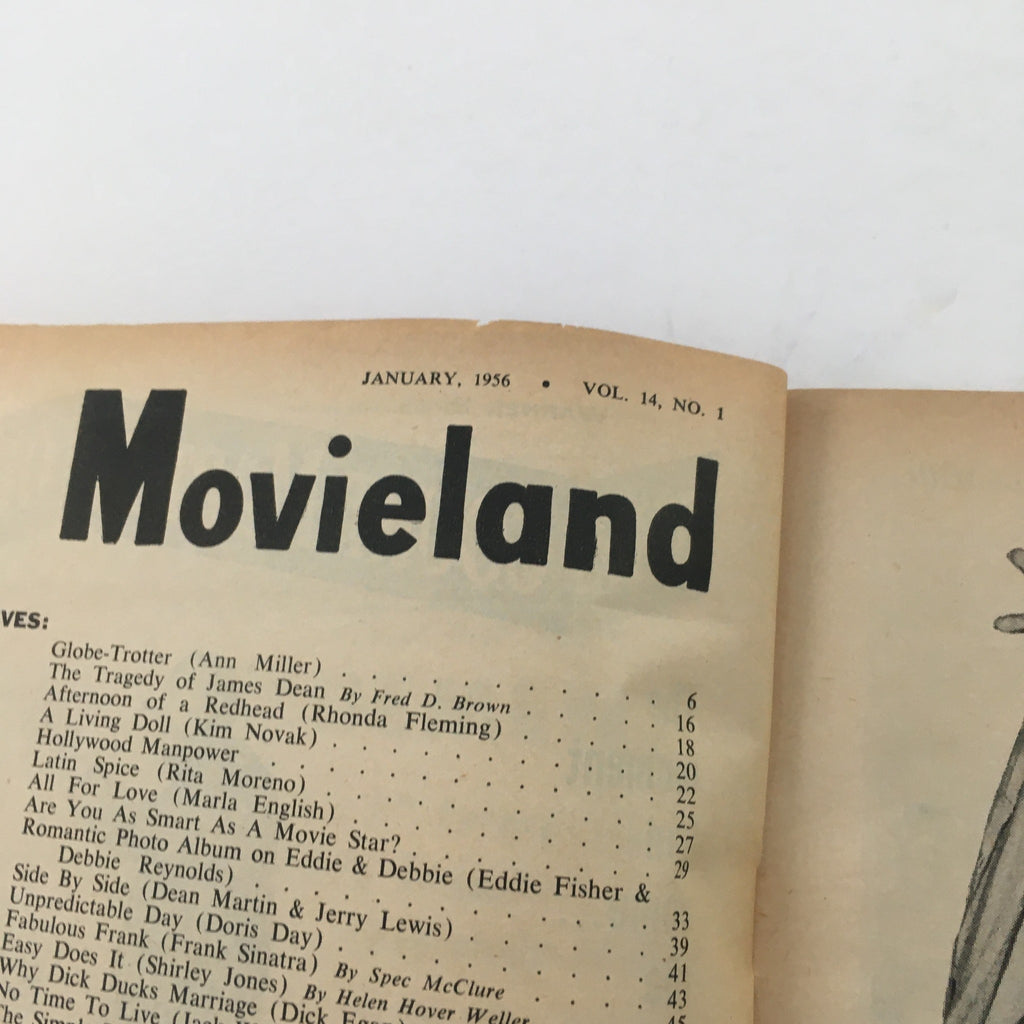 JANUARY, 1956 • VOL. 14, NO. 1
Movieland
VES:
Globe-Trotter (Ann Miller) . . . . . . . . . . . 6
The Tragedy of James Dean By Fred D. Brown . . . . . 16
Afternoon of a Redhead (Rhonda Fleming) . . . . . 18
A Living Doll (Kim Novak) . . . . . . . . . . . 20
Hollywood Manpower . . . . . . . . . . . . . 22
Latin Spice (Rita Moreno) . . . . . . . . . . . 25
All For Love (Marla English) . . . . . . . . . . 27
Are You As Smart As A Movie Star? . . . . . . . 29
Romantic Photo Album on Eddie & Debbie (Eddie Fisher &
Debbie Reynolds) . . . . . . . . . . . . . 33
Side By Side (Dean Martin & Jerry Lewis) . . . . . . 39
Unpredictable Day (Doris Day) . . . . . . . . . . 41
Fabulous Frank (Frank Sinatra) By Spec McClure . . . . 43
Easy Does It (Shirley Jones) By Helen Hover Weller 45
Why Dick Ducks Marriage (Dick Egan)
No Time To Live